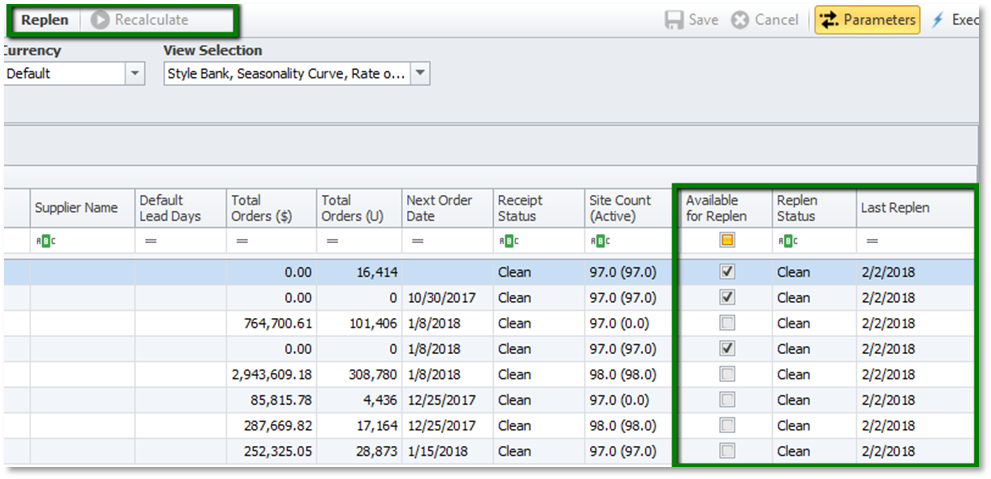 Replen Recalculate Save Cancel Parameters Exec
Currency View Selection
Default Style Bank, Seasonality Curve, Rate o...
Supplier Name Default Lead Days Total Orders ($) Total Orders (U) Next Order Date Receipt Status Site Count (Active) Available for Replen Replen Status Last Replen
ABC = = = = ABC ABC ABC =
0.00 16,414 Clean 97.0 (97.0) Clean 2/2/2018
0.00 0 10/30/2017 Clean 97.0 (97.0) Clean 2/2/2018
764,700.61 101,406 1/8/2018 Clean 97.0 (0.0) Clean 2/2/2018
0.00 0 1/8/2018 Clean 97.0 (97.0) Clean 2/2/2018
2,943,609.18 308,780 1/8/2018 Clean 98.0 (98.0) Clean 2/2/2018
85,815.78 4,436 12/25/2017 Clean 97.0 (0.0) Clean 2/2/2018
287,669.82 17,164 12/25/2017 Clean 98.0 (98.0) Clean 2/2/2018
252,325.05 28,873 1/15/2018 Clean 97.0 (97.0) Clean 2/2/2018